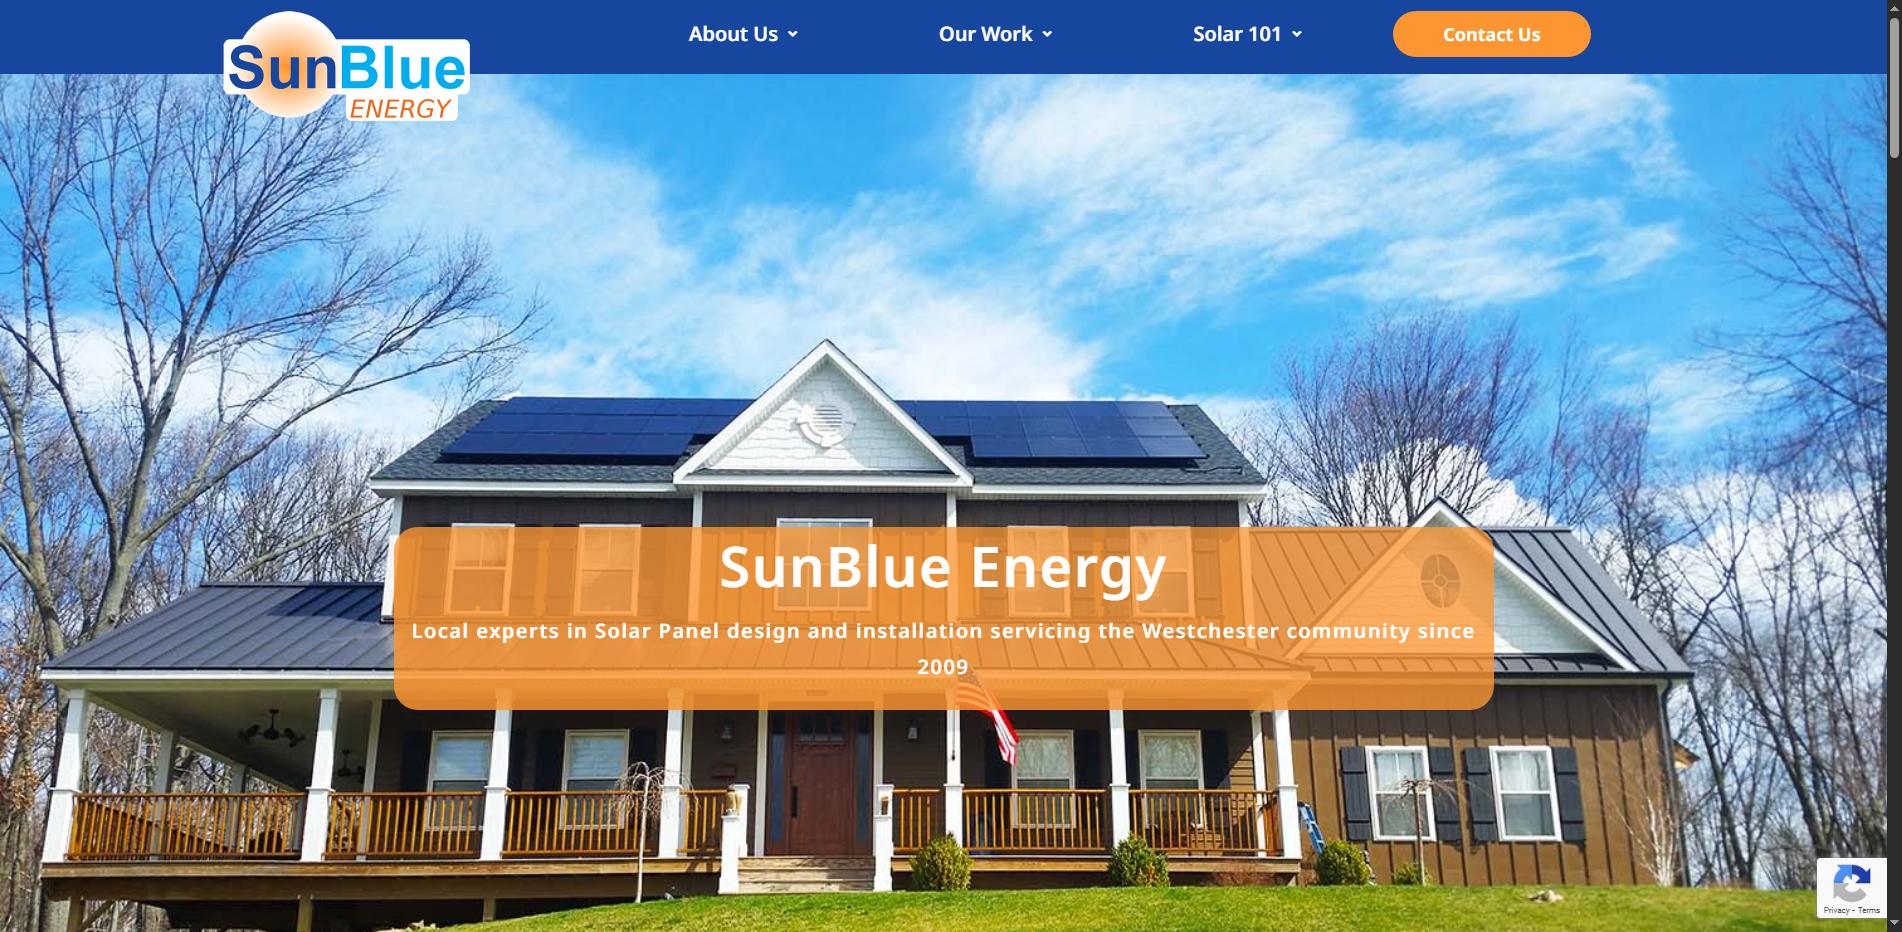 About Us
Our Work
Solar 101
Contact Us
SunBlue
ENERGY
SunBlue Energy
Local experts in Solar Panel design and installation servicing the Westchester community since
2009
Privacy - Terms